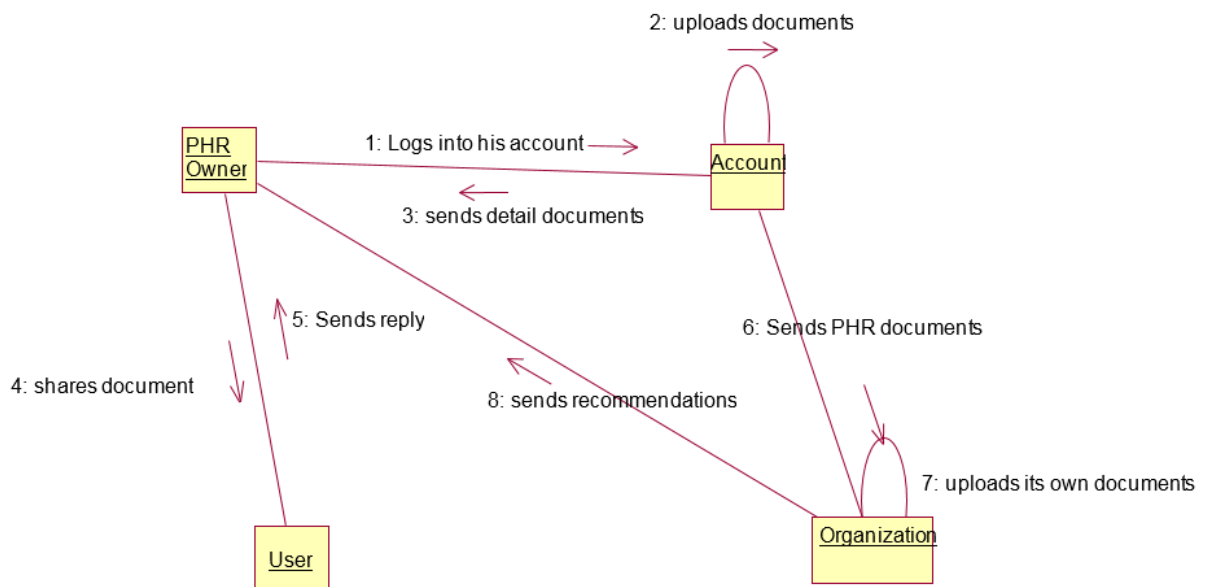 2: uploads documents
PHR
Owner
1: Logs into his account
Account
3: sends detail documents
5: Sends reply
6: Sends PHR documents
4: shares document
8: sends recommendations
7: uploads its own documents
Organization
User